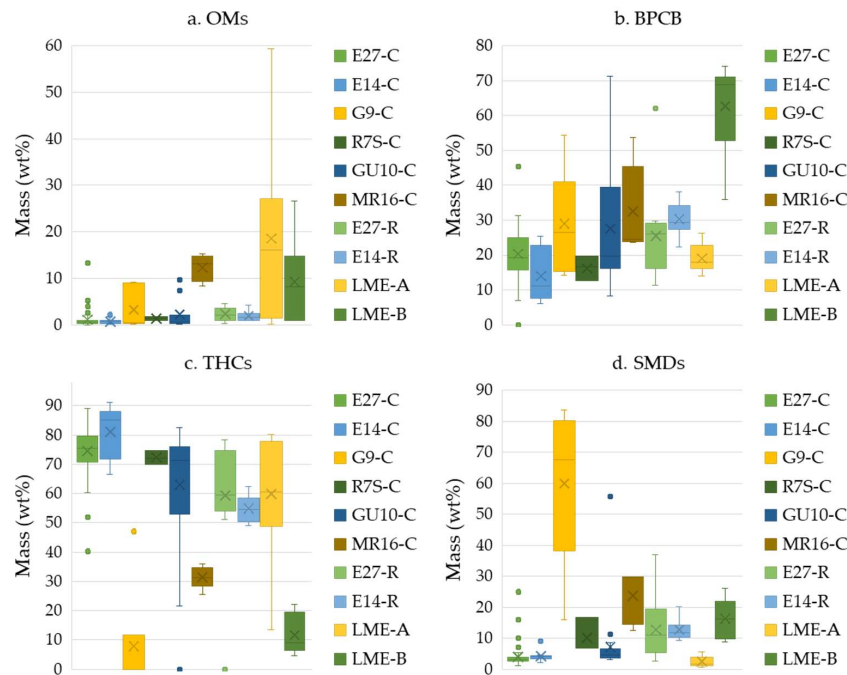 a. OMs
Mass (wt%)
60
50
40
30
20
10
0
E27-C
E14-C
G9-C
R7S-C
GU10-C
MR16-C
E27-R
E14-R
LME-A
LME-B
b. BPCB
Mass (wt%)
80
70
60
50
40
30
20
10
0
E27-C
E14-C
G9-C
R7S-C
GU10-C
MR16-C
E27-R
E14-R
LME-A
LME-B
c. THCs
Mass (wt%)
90
80
70
60
50
40
30
20
10
0
E27-C
E14-C
G9-C
R7S-C
GU10-C
MR16-C
E27-R
E14-R
LME-A
LME-B
d. SMDs
Mass (wt%)
90
80
70
60
50
40
30
20
10
0
E27-C
E14-C
G9-C
R7S-C
GU10-C
MR16-C
E27-R
E14-R
LME-A
LME-B